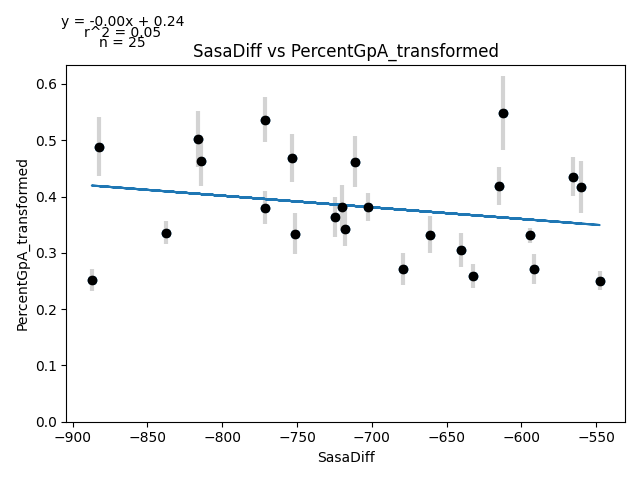 y = -0.00x + 0.24
r^2 = 0.05
n = 25
SasaDiff vs PercentGpA_transformed
PercentGpA_transformed
0.6
0.5
0.4
0.3
0.2
0.1
0.0
−900
−850
−800
−750
−700
−650
−600
−550
SasaDiff